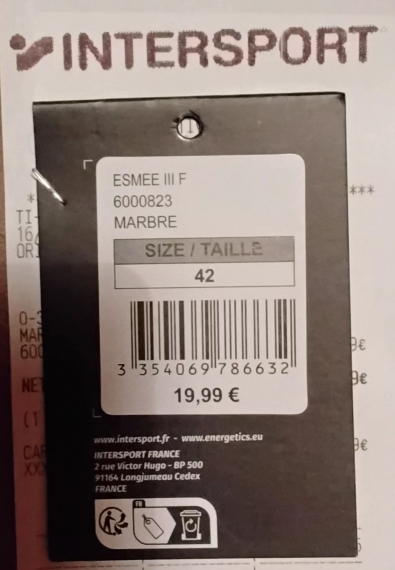 INTERSPORT
ESMEE III F
6000823
MARBRE
SIZE / TAILLE
42
3 354069 786632
19,99 €
www.intersport.fr - www.energetics.eu
INTERSPORT FRANCE
2 rue Victor Hugo - BP 500
91164 Longjumeau Cedex
FRANCE
FR